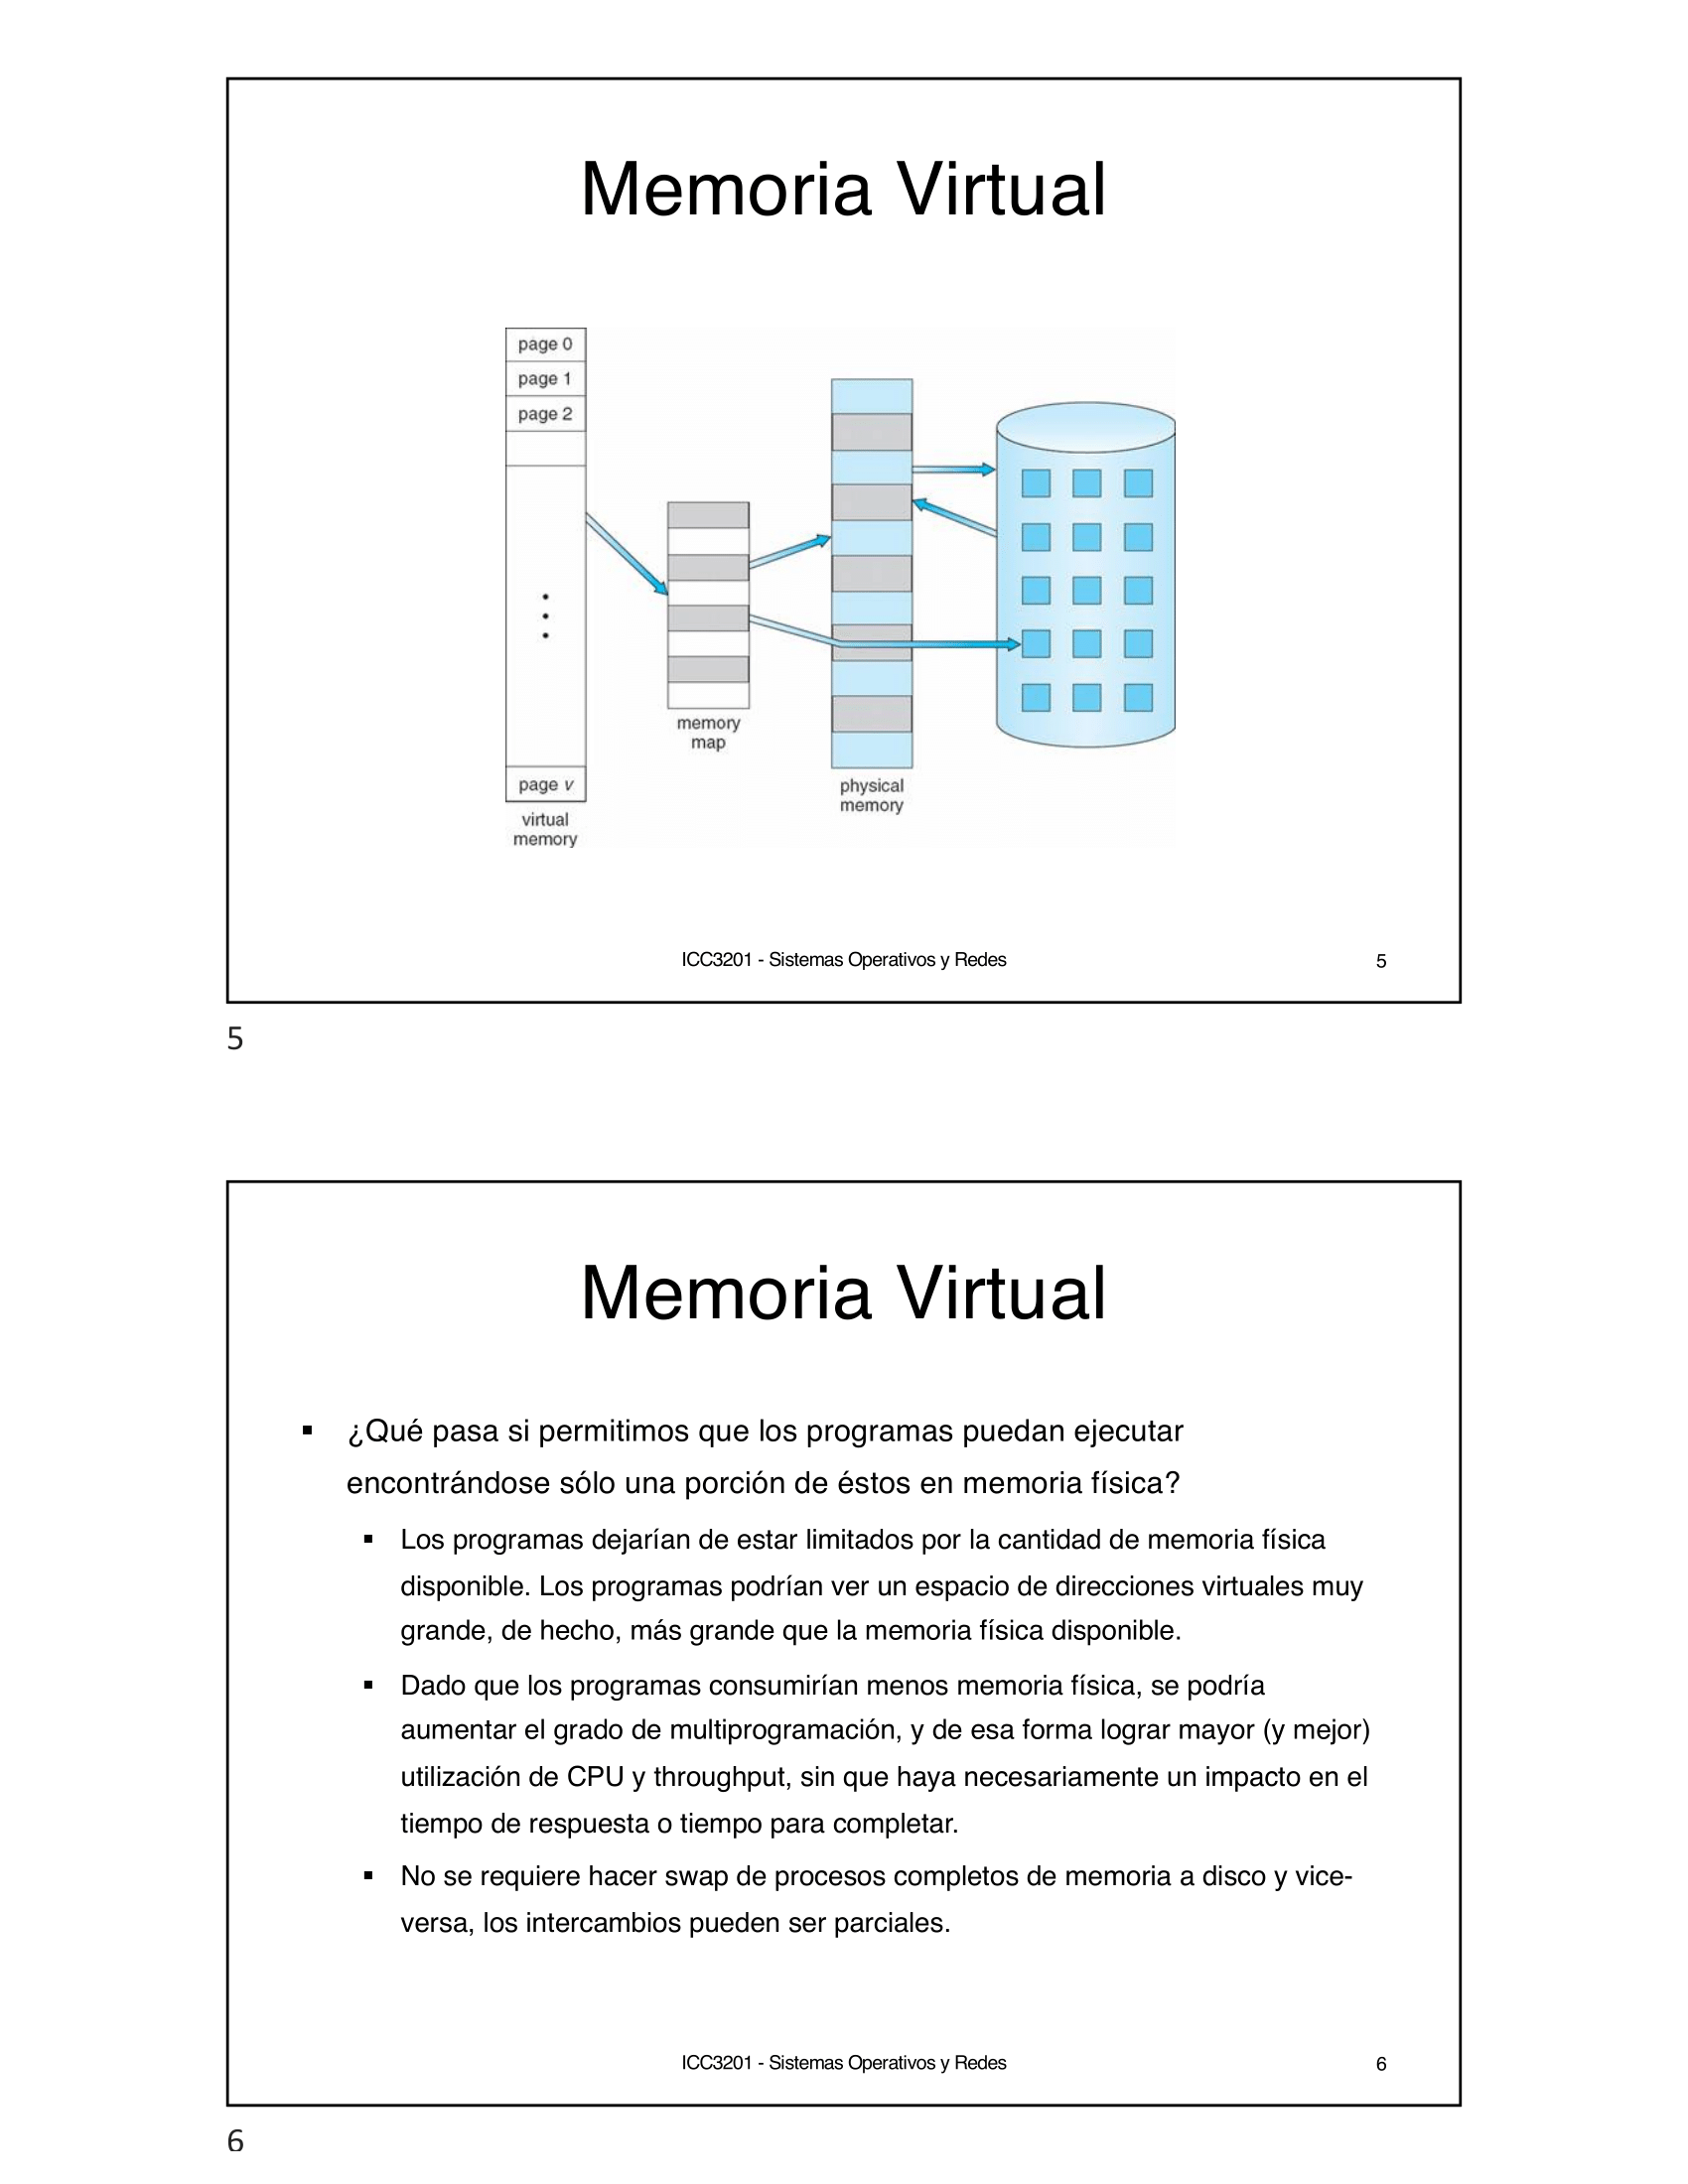 Memoria Virtual
page 0
page 1
page 2
page v
virtual
memory
memory
map
physical
memory
ICC3201 - Sistemas Operativos y Redes
5
5
Memoria Virtual
▪ ¿Qué pasa si permitimos que los programas puedan ejecutar
encontrándose sólo una porción de éstos en memoria física?
▪ Los programas dejarían de estar limitados por la cantidad de memoria física
disponible. Los programas podrían ver un espacio de direcciones virtuales muy
grande, de hecho, más grande que la memoria física disponible.
▪ Dado que los programas consumirían menos memoria física, se podría
aumentar el grado de multiprogramación, y de esa forma lograr mayor (y mejor)
utilización de CPU y throughput, sin que haya necesariamente un impacto en el
tiempo de respuesta o tiempo para completar.
▪ No se requiere hacer swap de procesos completos de memoria a disco y vice-
versa, los intercambios pueden ser parciales.
ICC3201 - Sistemas Operativos y Redes
6
6